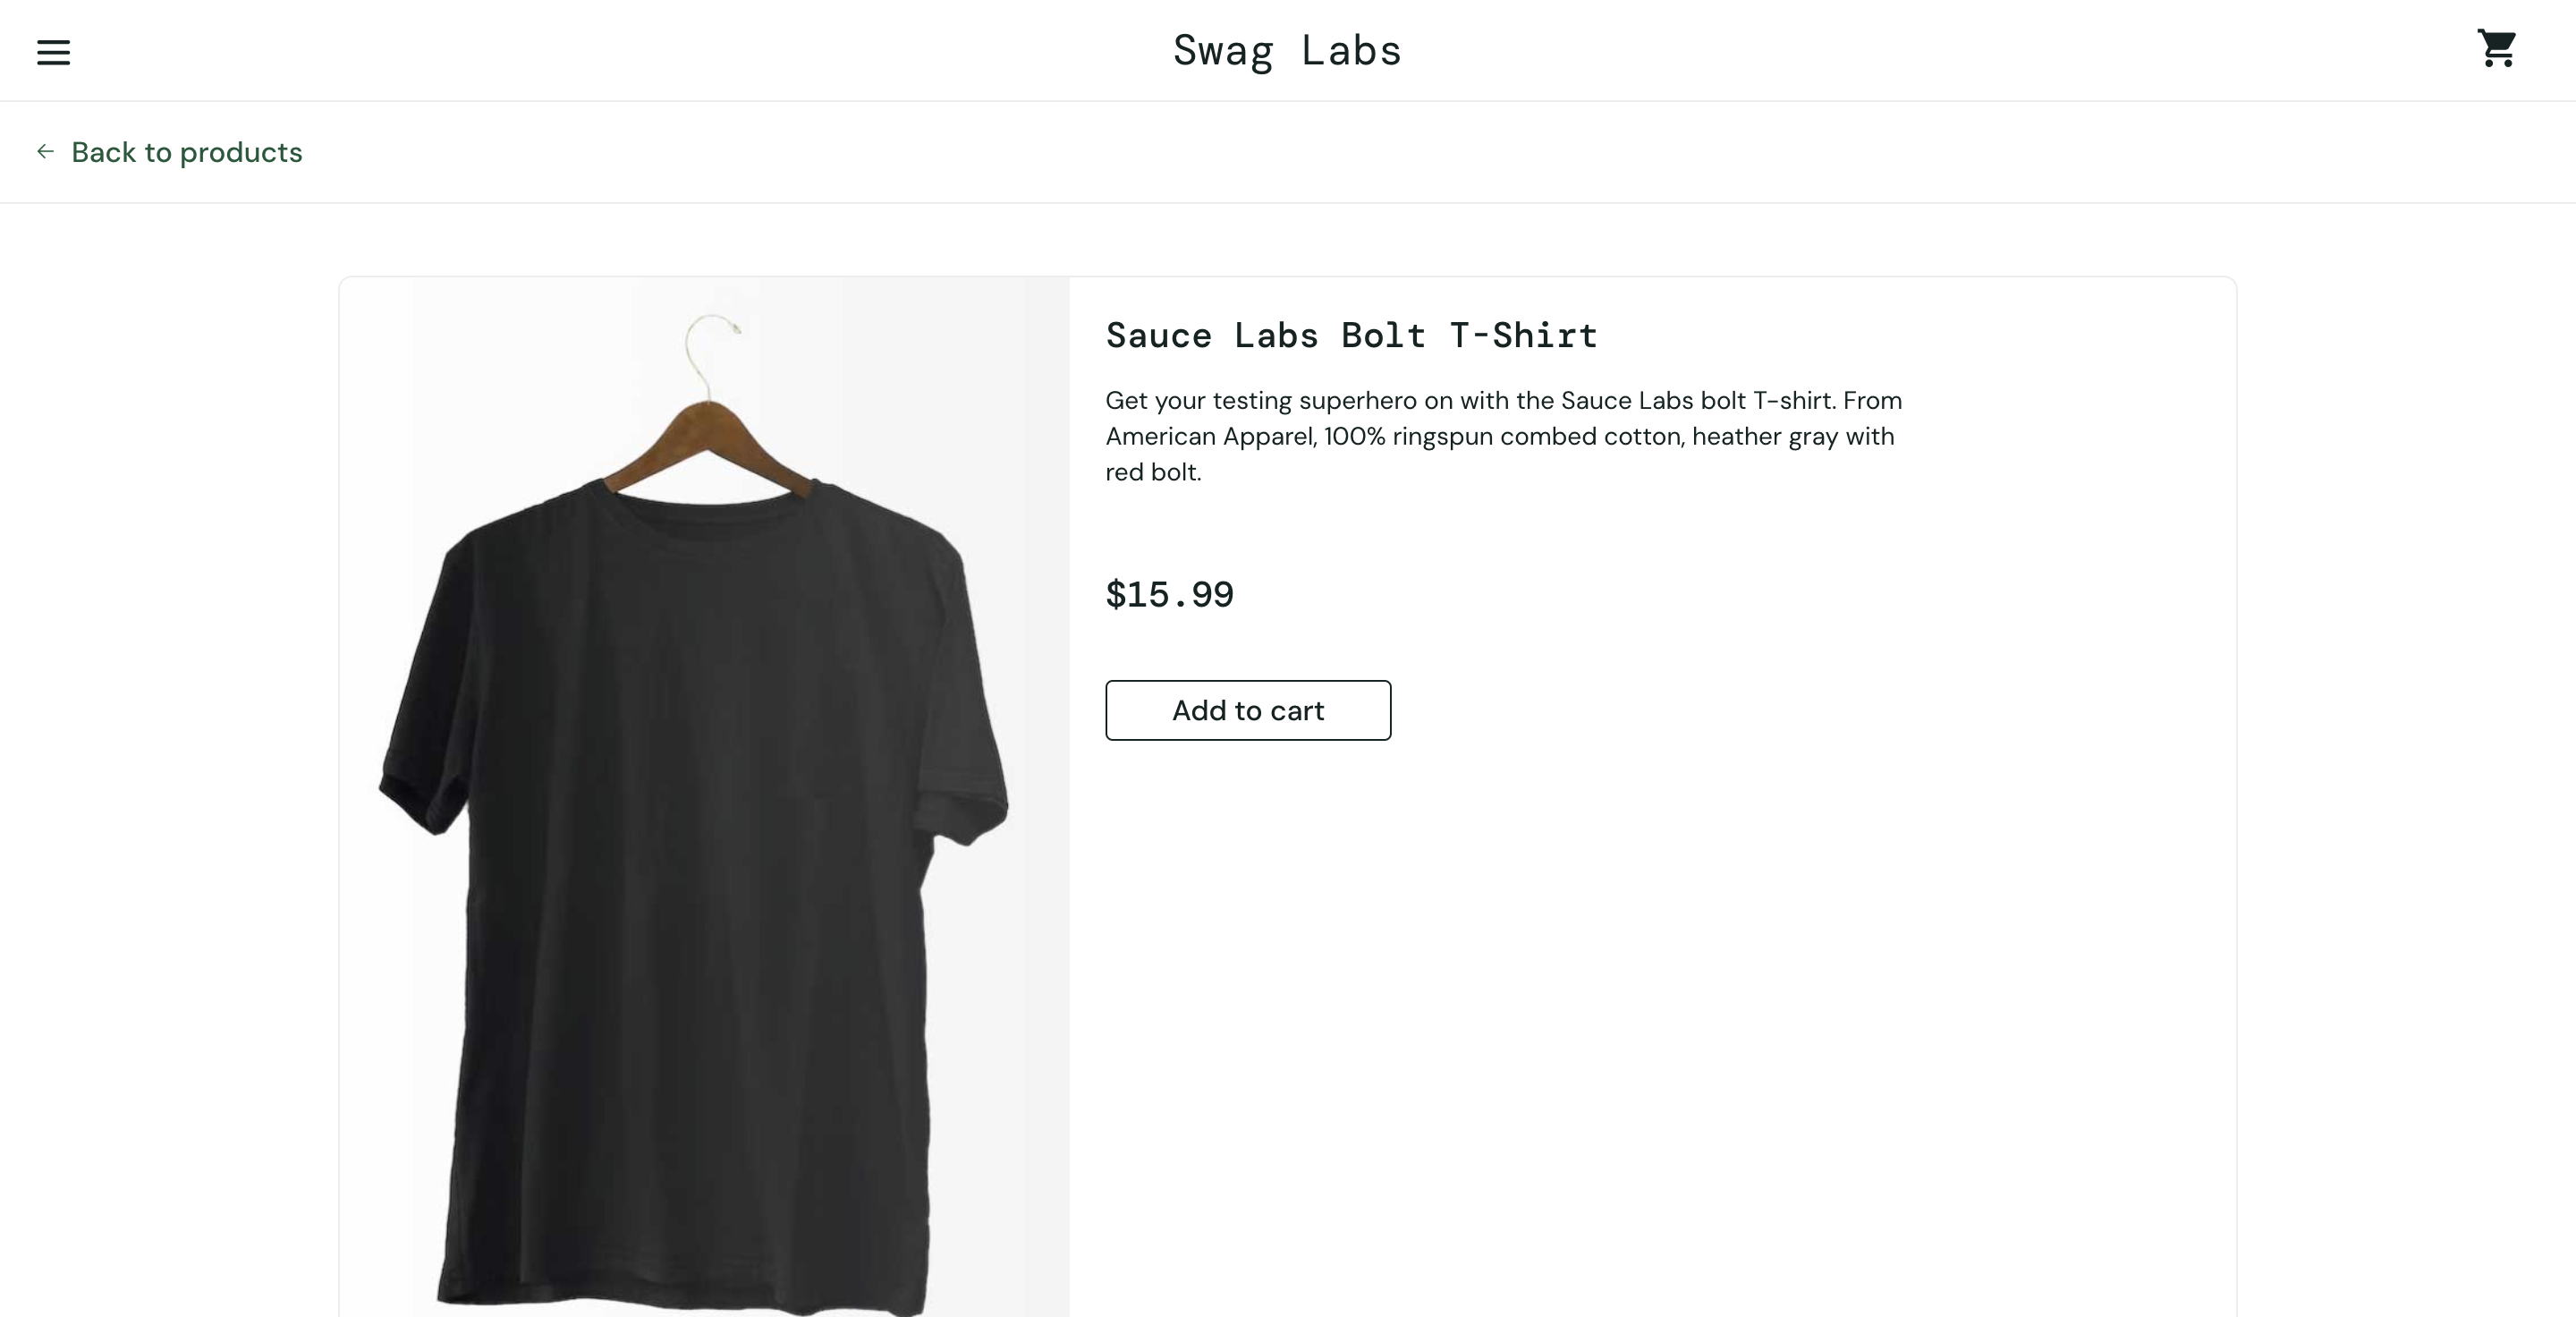 Swag Labs
Back to products
Sauce Labs Bolt T-Shirt
Get your testing superhero on with the Sauce Labs bolt T-shirt. From
American Apparel, 100% ringspun combed cotton, heather gray with
red bolt.
$15.99
Add to cart